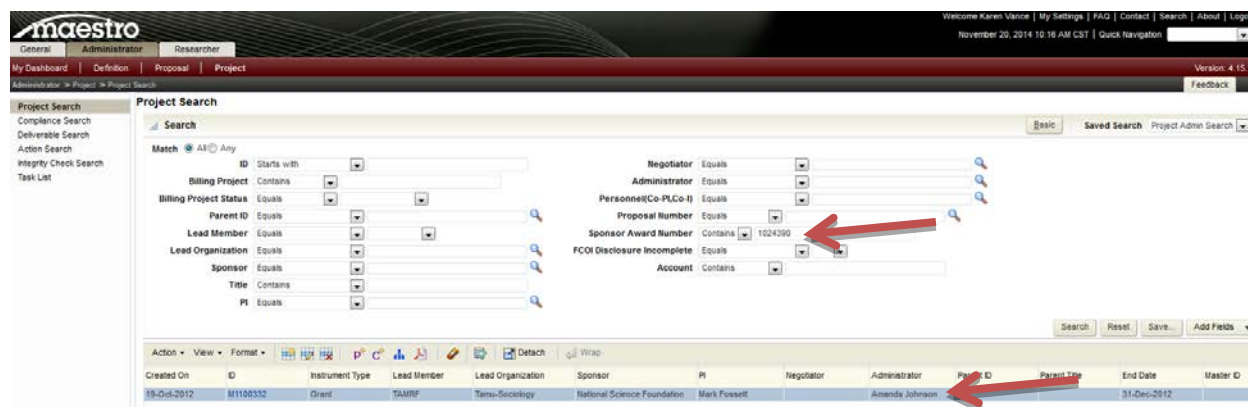 maestro
Welcome Karen Vance | My Settings | FAQ | Contact | Search | About | Logo
November 20, 2014 10:16 AM CST | Quick Navigation
General Administrator Researcher
My Dashboard | Definition | Proposal | Project
Version: 4.15.
Administrator > Project > Project Search
Feedback
Project Search
Compliance Search
Deliverable Search
Action Search
Integrity Check Search
Task List
Project Search
Search
Basic
Saved Search Project Admin Search
Match All Any
ID Starts with
Billing Project Contains
Billing Project Status Equals
Parent ID Equals
Lead Member Equals
Lead Organization Equals
Sponsor Equals
Title Contains
PI Equals
Negotiator Equals
Administrator Equals
Personnel(Co-PI,Co-I) Equals
Proposal Number Equals
Sponsor Award Number Contains 1024390
FCOI Disclosure Incomplete Equals
Account Contains
Search Reset Save... Add Fields
Action View Format Detach Wrap
Created On ID Instrument Type Lead Member Lead Organization Sponsor PI Negotiator Administrator Parent ID Parent Title End Date Master ID
19-Oct-2012 M1100332 Grant TAMRF Tamu-Sociology National Science Foundation Mark Fossett Amanda Johnson 31-Dec-2012